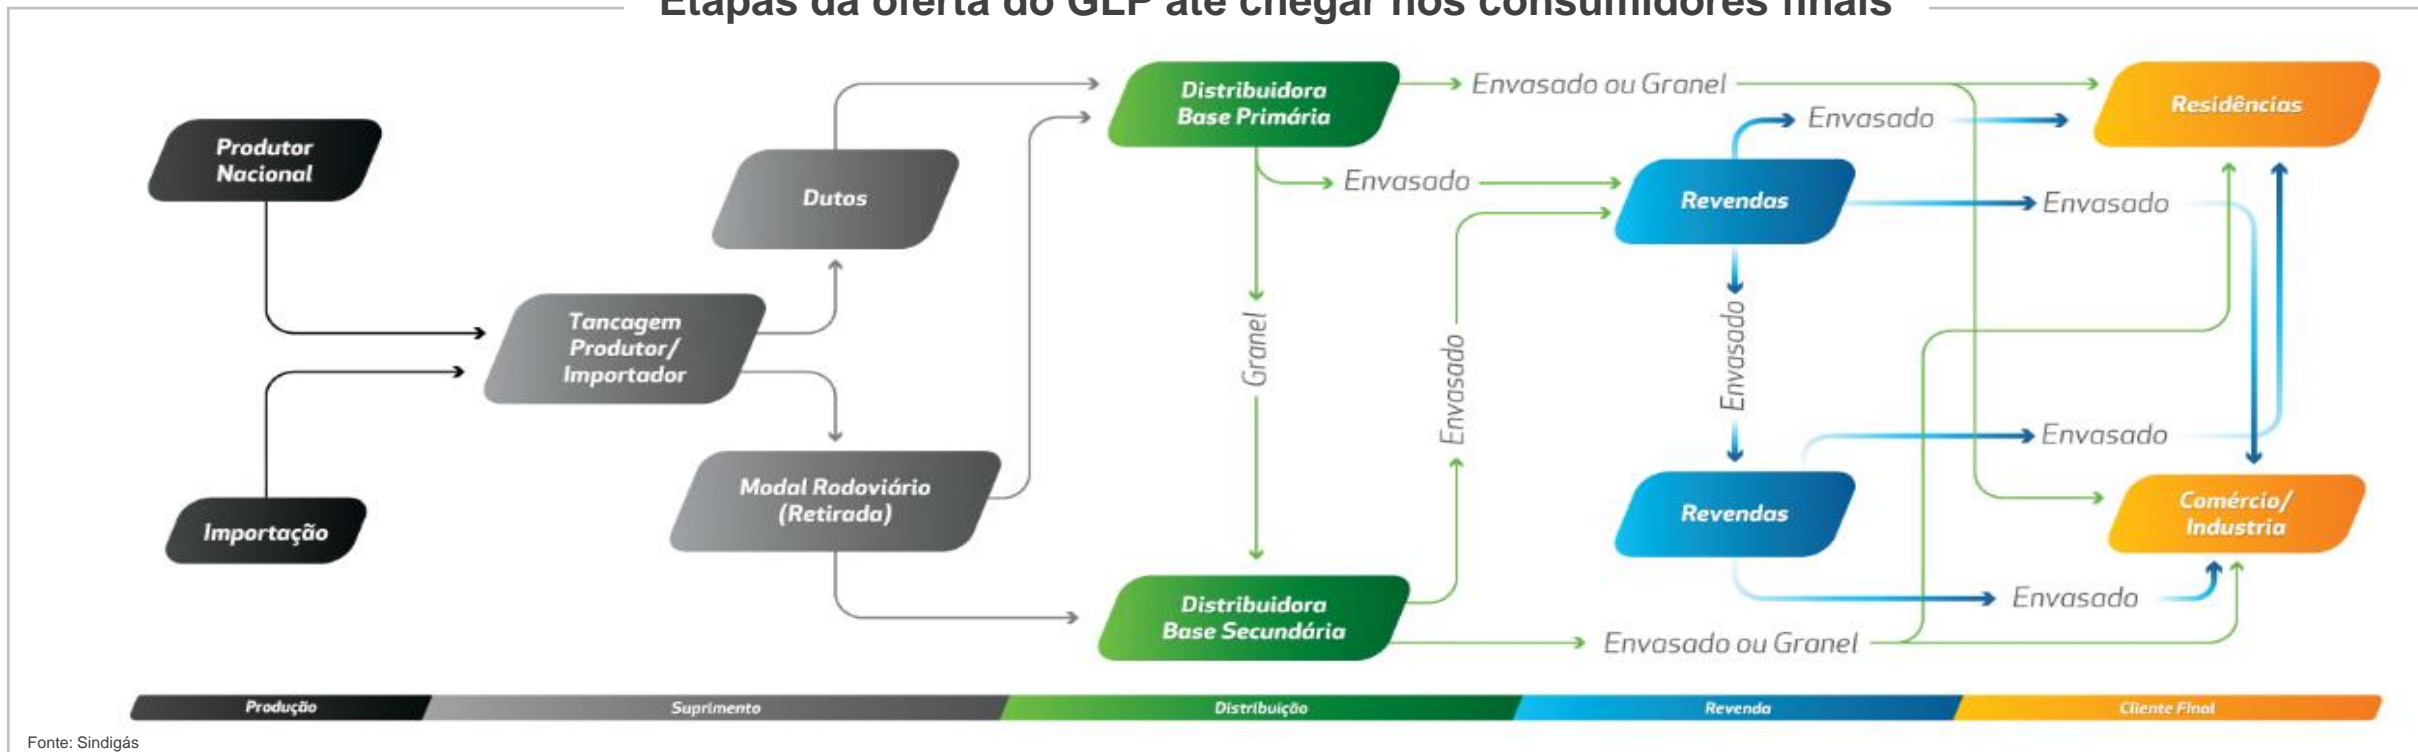 Etapas da oferta do GLP até chegar nos consumidores finais
Produtor
Nacional
Importação
Tancagem
Produtor/
Importador
Dutos
Modal Rodoviário
(Retirada)
Distribuidora
Base Primária
Envasado ou Granel
Envasado
Granel
Envasado
Distribuidora
Base Secundária
Envasado ou Granel
Revendas
Envasado
Envasado
Envasado
Revendas
Envasado
Envasado
Residências
Comércio/
Industria
Produção
Suprimento
Distribuição
Revenda
Cliente Final
Fonte: Sindigás